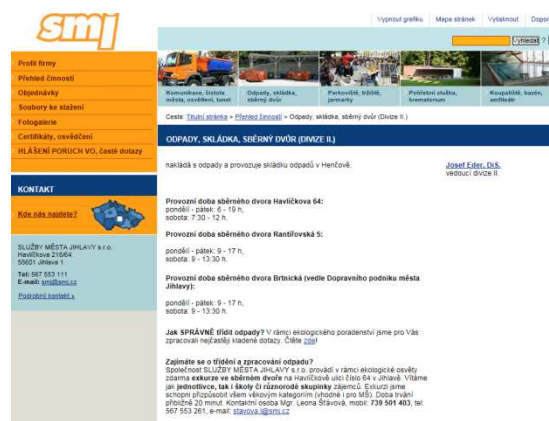 smj
Vypnout grafiku
Mapa stránek
Vytisknout
Dopor
Vyhledat ?
Profil firmy
Přehled činností
Objednávky
Soubory ke stažení
Fotogalerie
Certifikáty, osvědčení
HLÁŠENÍ PORUCH VO, časté dotazy
KONTAKT
Kde nás najdete?
SLUŽBY MĚSTA JIHLAVY s.r.o.
Havlíčkova 218/64
58601 Jihlava 1
Tel: 567 553 111
E-mail: smj@smj.cz
Podrobný kontakt »
Komunikace, čistota
města, osvětlení, tunel
Odpady, skládka,
sběrný dvůr
Parkoviště, tržiště,
jarmarky
Pohřební služba,
krematorium
Koupaliště, bazén,
amfiteátr
Cesta: Titulní stránka » Přehled činností » Odpady, skládka, sběrný dvůr (Divize II.)
ODPADY, SKLÁDKA, SBĚRNÝ DVŮR (DIVIZE II.)
nakládá s odpady a provozuje skládku odpadů v Henčově.
Josef Eder, DiS.
vedoucí divize II.
Provozní doba sběrného dvora Havlíčkova 64:
pondělí - pátek: 6 - 19 h,
sobota: 7:30 - 12 h.
Provozní doba sběrného dvora Rantířovská 5:
pondělí - pátek: 9 - 17 h,
sobota: 9 - 13:30 h.
Provozní doba sběrného dvora Brtnická (vedle Dopravního podniku města
Jihlavy):
pondělí - pátek: 9 - 17 h,
sobota: 9 - 13:30 h.
Jak SPRÁVNĚ třídit odpady? V rámci ekologického poradenství jsme pro Vás
zpracovali nejčastěji kladené dotazy. Čtěte zde!
Zajímáte se o třídění a zpracování odpadu?
Společnost SLUŽBY MĚSTA JIHLAVY s.r.o. provádí v rámci ekologické osvěty
zdarma exkurze ve sběrném dvoře na Havlíčkově ulici číslo 64 v Jihlavě. Vítáme
jak jednotlivce, tak i školy či různorodé skupinky zájemců. Exkurzi jsme
schopni přizpůsobit všem věkovým kategoriím (vhodné i pro MŠ). Doba trvání
přibližně 20 minut. Kontaktní osoba Mgr. Leona Šťávová, mobil: 739 501 403, tel:
567 553 261, e-mail: stavova.l@smj.cz